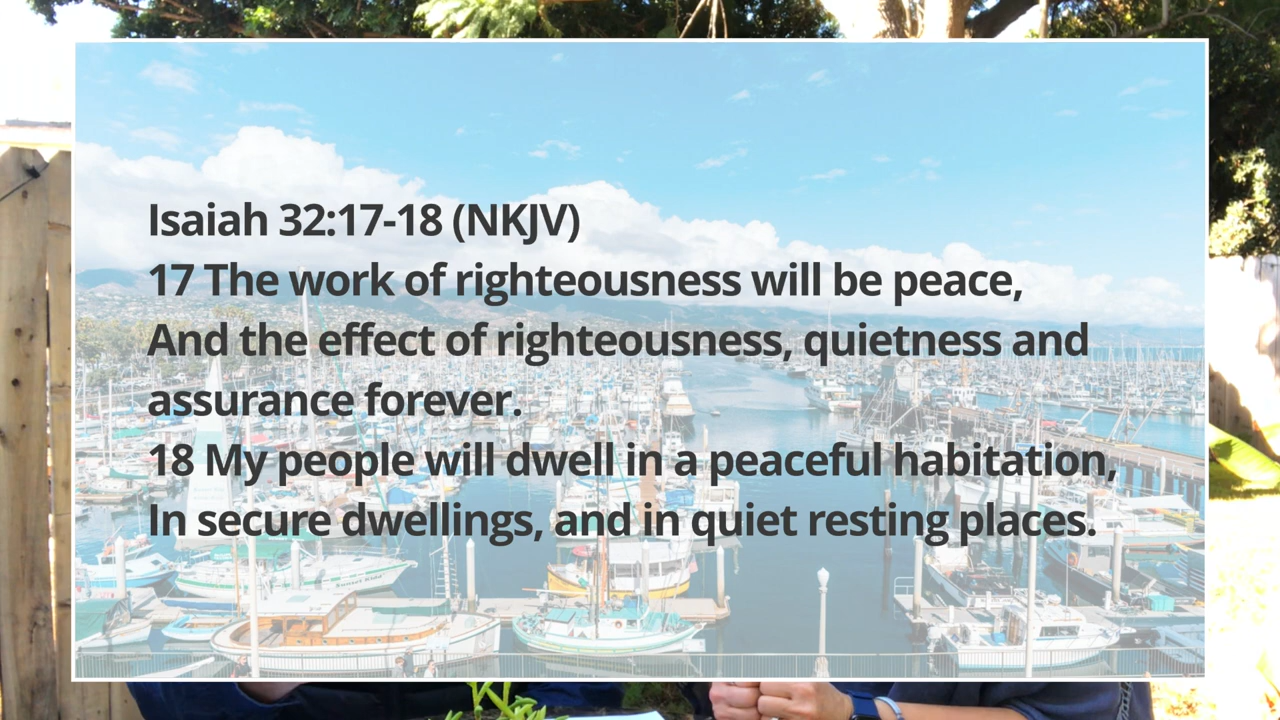 Isaiah 32:17-18 (NKJV)
17 The work of righteousness will be peace,
And the effect of righteousness, quietness and
assurance forever.
18 My people will dwell in a peaceful habitation,
In secure dwellings, and in quiet resting places.